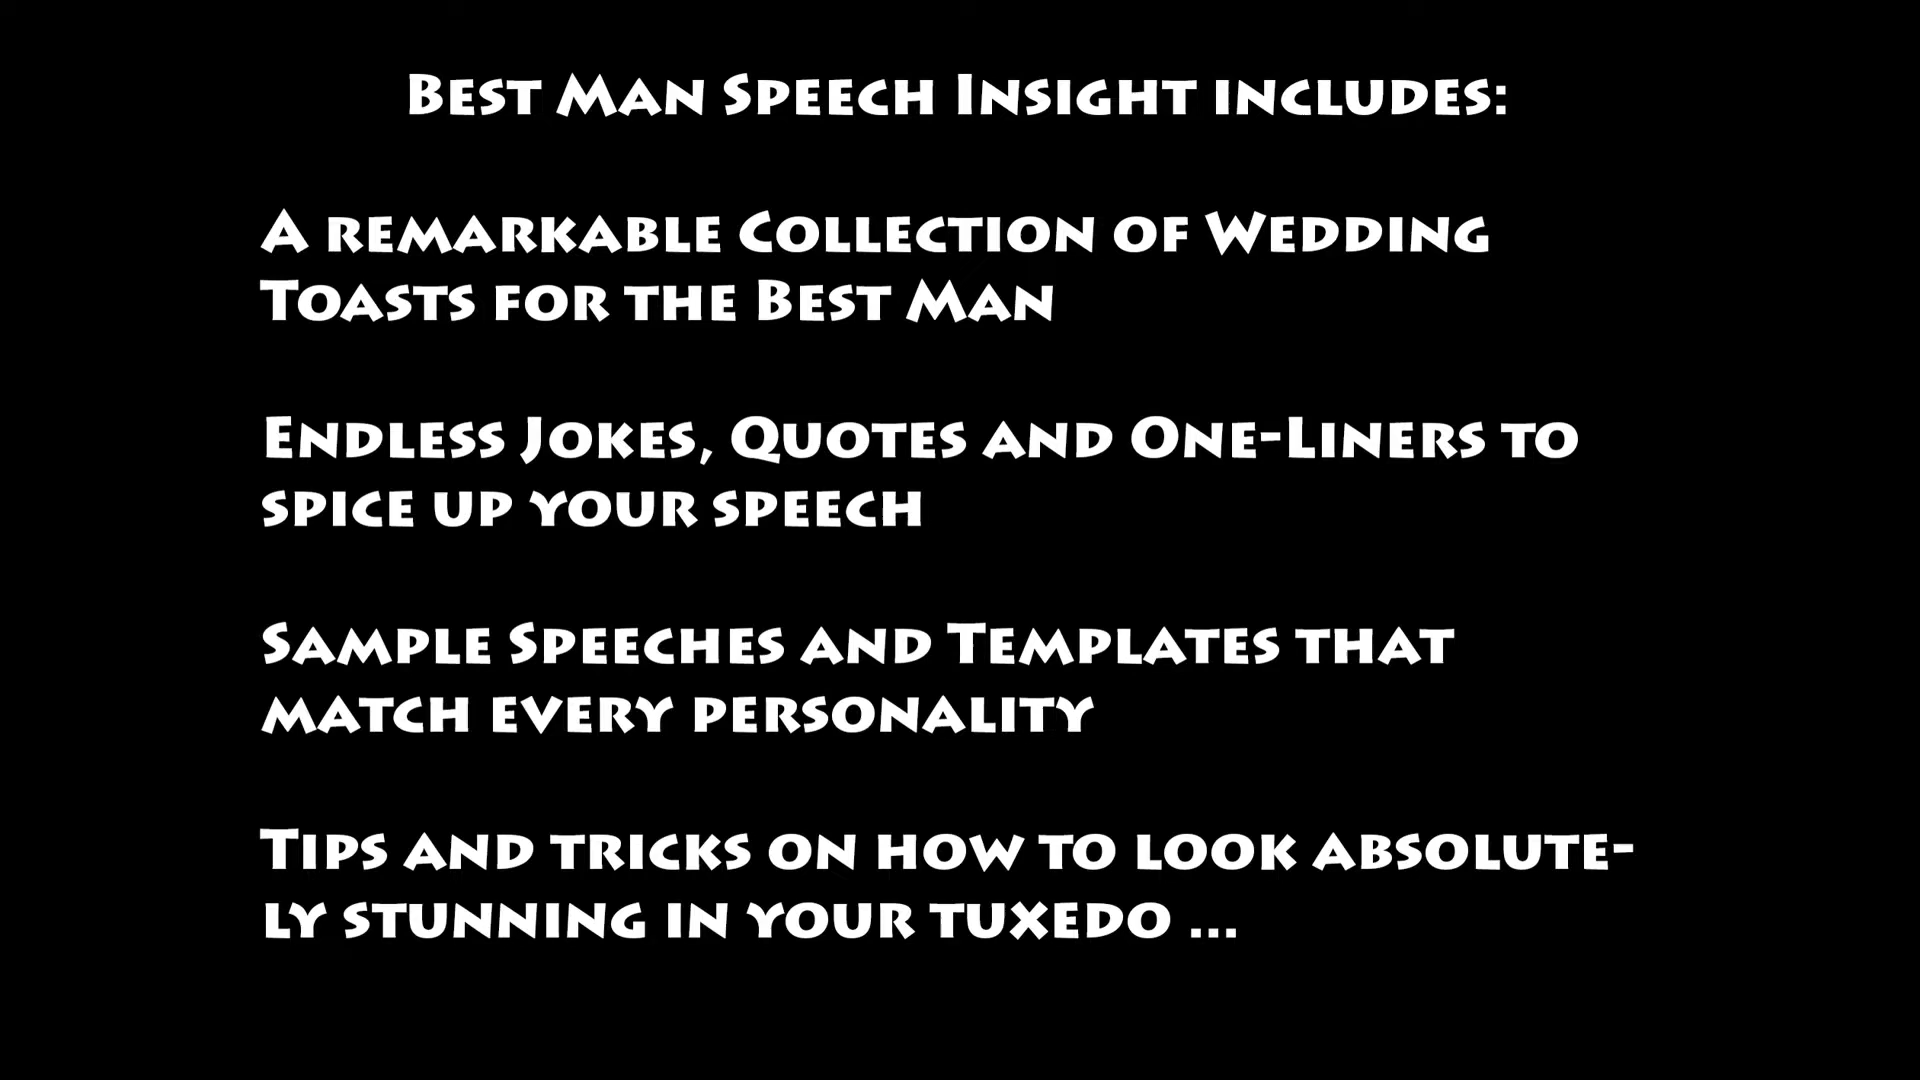 Best Man Speech Insight includes:
A remarkable Collection of Wedding
Toasts for the Best Man
Endless Jokes, Quotes and One-Liners to
spice up your speech
Sample Speeches and Templates that
match every personality
Tips and tricks on how to look absolute-
ly stunning in your tuxedo ...